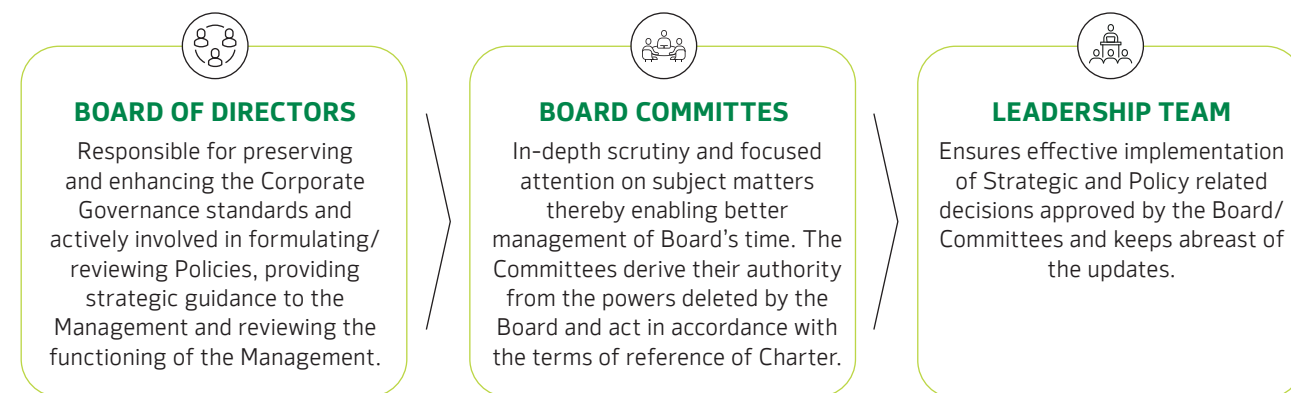 BOARD OF DIRECTORS
Responsible for preserving
and enhancing the Corporate
Governance standards and
actively involved in formulating/
reviewing Policies, providing
strategic guidance to the
Management and reviewing the
functioning of the Management.
BOARD COMMITTES
In-depth scrutiny and focused
attention on subject matters
thereby enabling better
management of Board’s time. The
Committees derive their authority
from the powers deleted by the
Board and act in accordance with
the terms of reference of Charter.
LEADERSHIP TEAM
Ensures effective implementation
of Strategic and Policy related
decisions approved by the Board/
Committees and keeps abreast of
the updates.